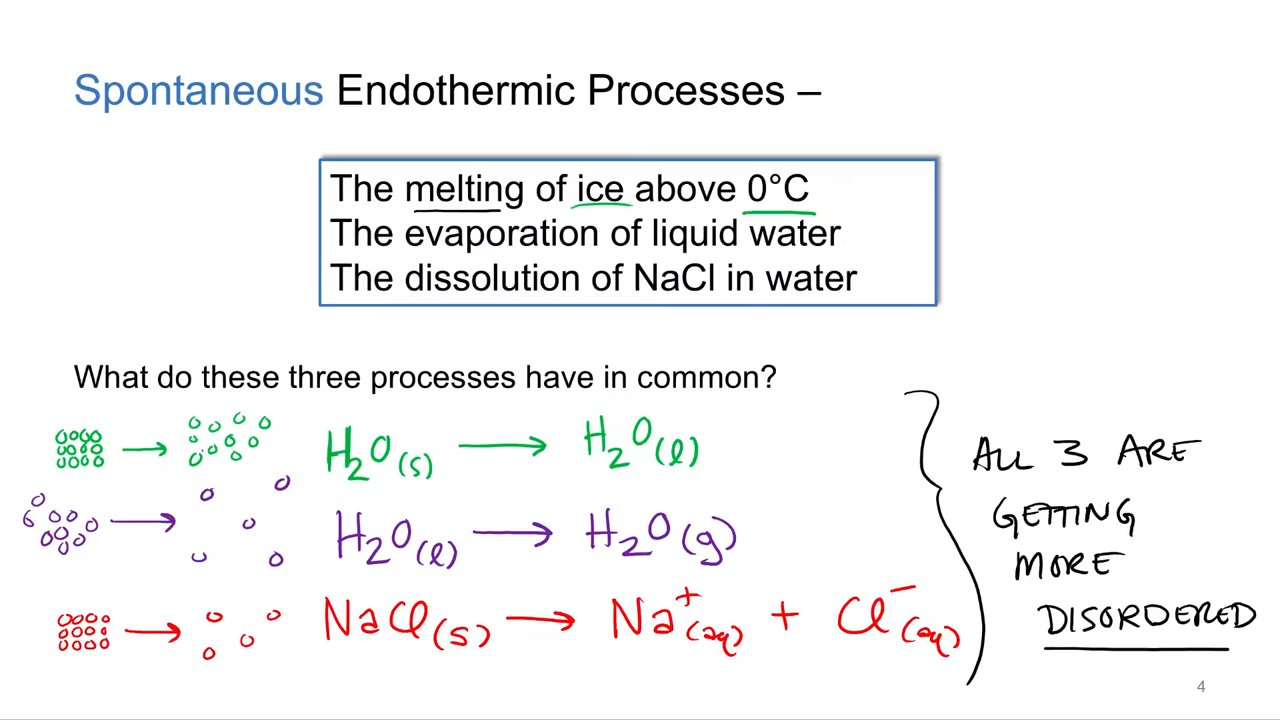 Spontaneous Endothermic Processes –
The melting of ice above 0°C
The evaporation of liquid water
The dissolution of NaCl in water
What do these three processes have in common?
H₂O(s) → H₂O(l)
H₂O(l) → H₂O(g)
NaCl(s) → Na⁺(aq) + Cl⁻(aq)
ALL 3 ARE
GETTING
MORE
DISORDERED
4